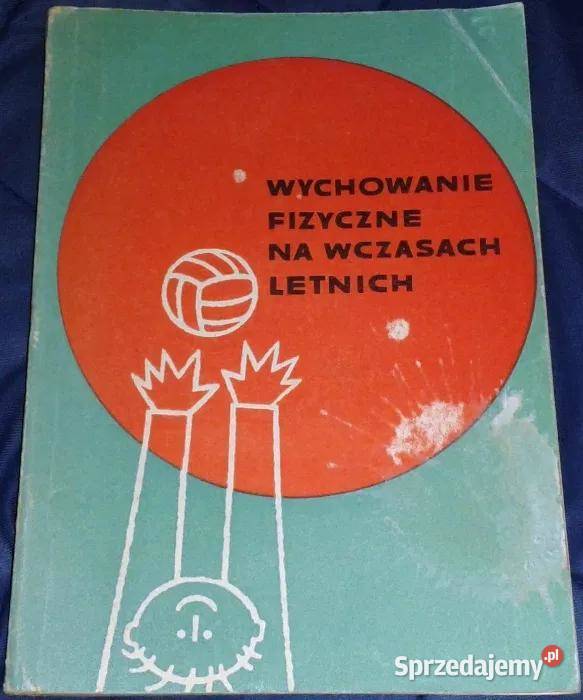 WYCHOWANIE
FIZYCZNE
NA WCZASACH
LETNICH
Sprzedajemy.pl